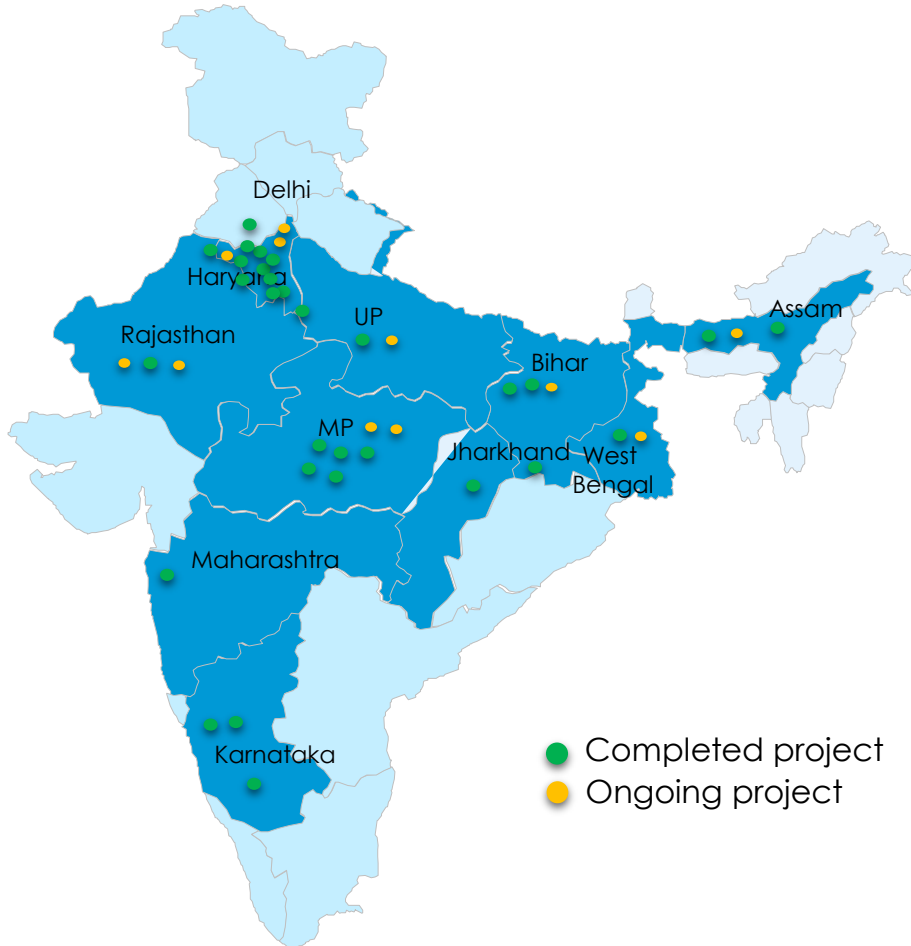 Delhi
Haryana
Rajasthan
UP
Assam
Bihar
MP
Jharkhand
West
Bengal
Maharashtra
Karnataka
Completed project
Ongoing project